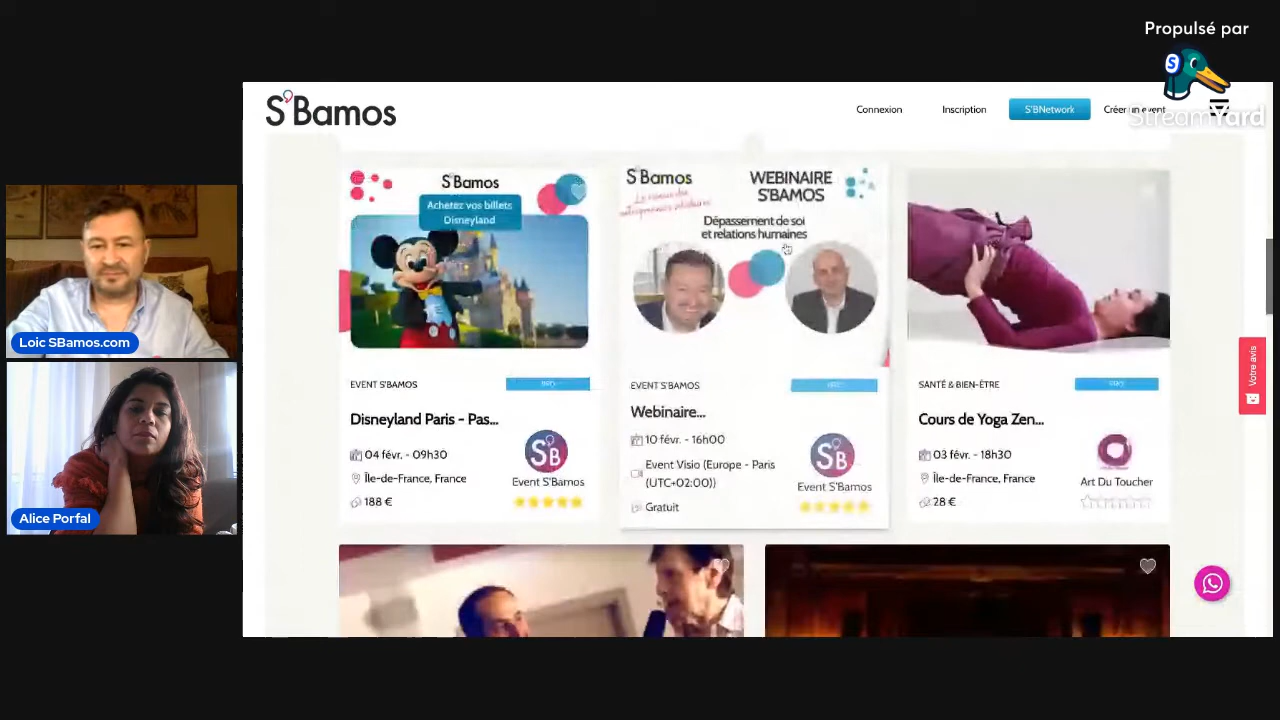 Propulsé par
StreamYard
S'Bamos
Connexion
Inscription
S'BNetwork
Créer un event
S'Bamos
Achetez vos billets
Disneyland
EVENT S'BAMOS
INFO
Disneyland Paris - Pas...
04 févr. - 09h30
Île-de-France, France
188 €
SB
Event S'Bamos
S'Bamos
WEBINAIRE
S'BAMOS
Dépassement de soi
et relations humaines
EVENT S'BAMOS
Webinaire...
10 févr. - 16h00
Event Visio (Europe - Paris
(UTC+02:00))
Gratuit
SB
Event S'Bamos
SANTÉ & BIEN-ÊTRE
Cours de Yoga Zen...
03 févr. - 18h30
Île-de-France, France
28 €
Art Du Toucher
Votre avis
Loic SBamos.com
Alice Porfal